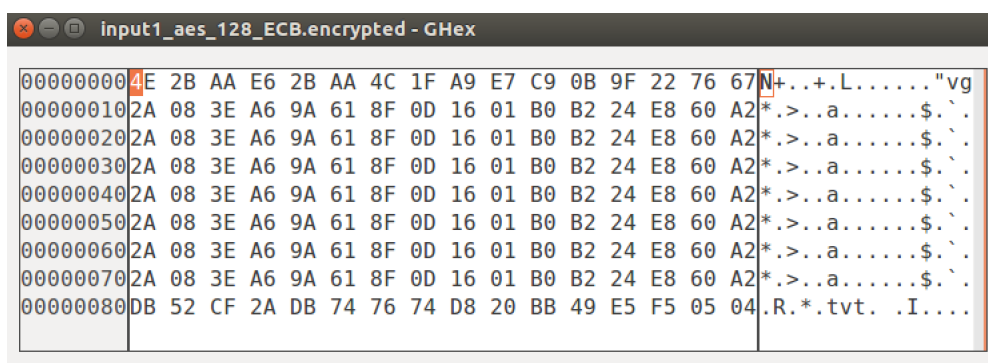 input1_aes_128_ECB.encrypted - GHex
00000000 4E 2B AA E6 2B AA 4C 1F A9 E7 C9 0B 9F 22 76 67 N+..+.L......"vg
00000010 2A 08 3E A6 9A 61 8F 0D 16 01 B0 B2 24 E8 60 A2 *.>..a......$.`.
00000020 2A 08 3E A6 9A 61 8F 0D 16 01 B0 B2 24 E8 60 A2 *.>..a......$.`.
00000030 2A 08 3E A6 9A 61 8F 0D 16 01 B0 B2 24 E8 60 A2 *.>..a......$.`.
00000040 2A 08 3E A6 9A 61 8F 0D 16 01 B0 B2 24 E8 60 A2 *.>..a......$.`.
00000050 2A 08 3E A6 9A 61 8F 0D 16 01 B0 B2 24 E8 60 A2 *.>..a......$.`.
00000060 2A 08 3E A6 9A 61 8F 0D 16 01 B0 B2 24 E8 60 A2 *.>..a......$.`.
00000070 2A 08 3E A6 9A 61 8F 0D 16 01 B0 B2 24 E8 60 A2 *.>..a......$.`.
00000080 DB 52 CF 2A DB 74 76 74 D8 20 BB 49 E5 F5 05 04 .R.*.tvt. .I....